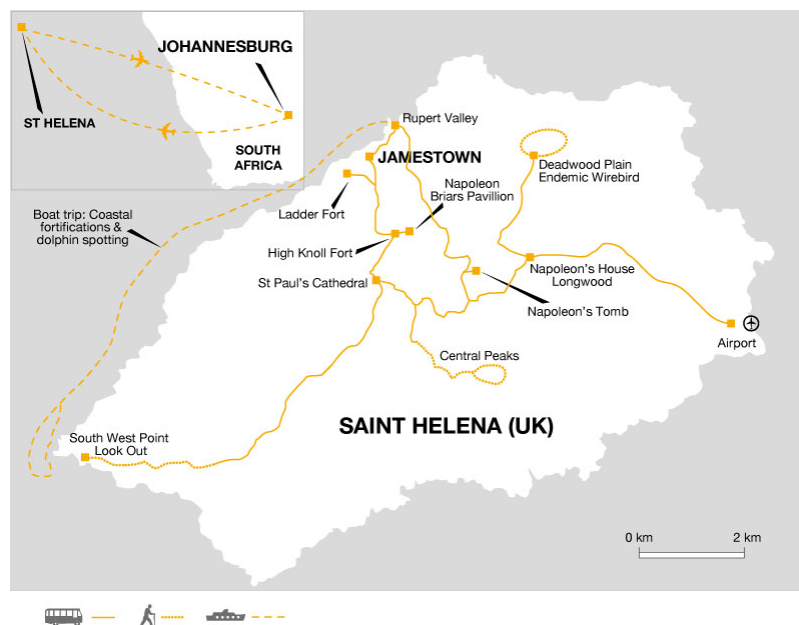 JOHANNESBURG
ST HELENA
SOUTH
AFRICA
Rupert Valley
JAMESTOWN
Deadwood Plain
Endemic Wirebird
Napoleon
Briars Pavillion
Ladder Fort
Boat trip: Coastal
fortifications &
dolphin spotting
High Knoll Fort
Napoleon's House
Longwood
St Paul's Cathedral
Napoleon's Tomb
Airport
Central Peaks
SAINT HELENA (UK)
South West Point
Look Out
0 km 2 km